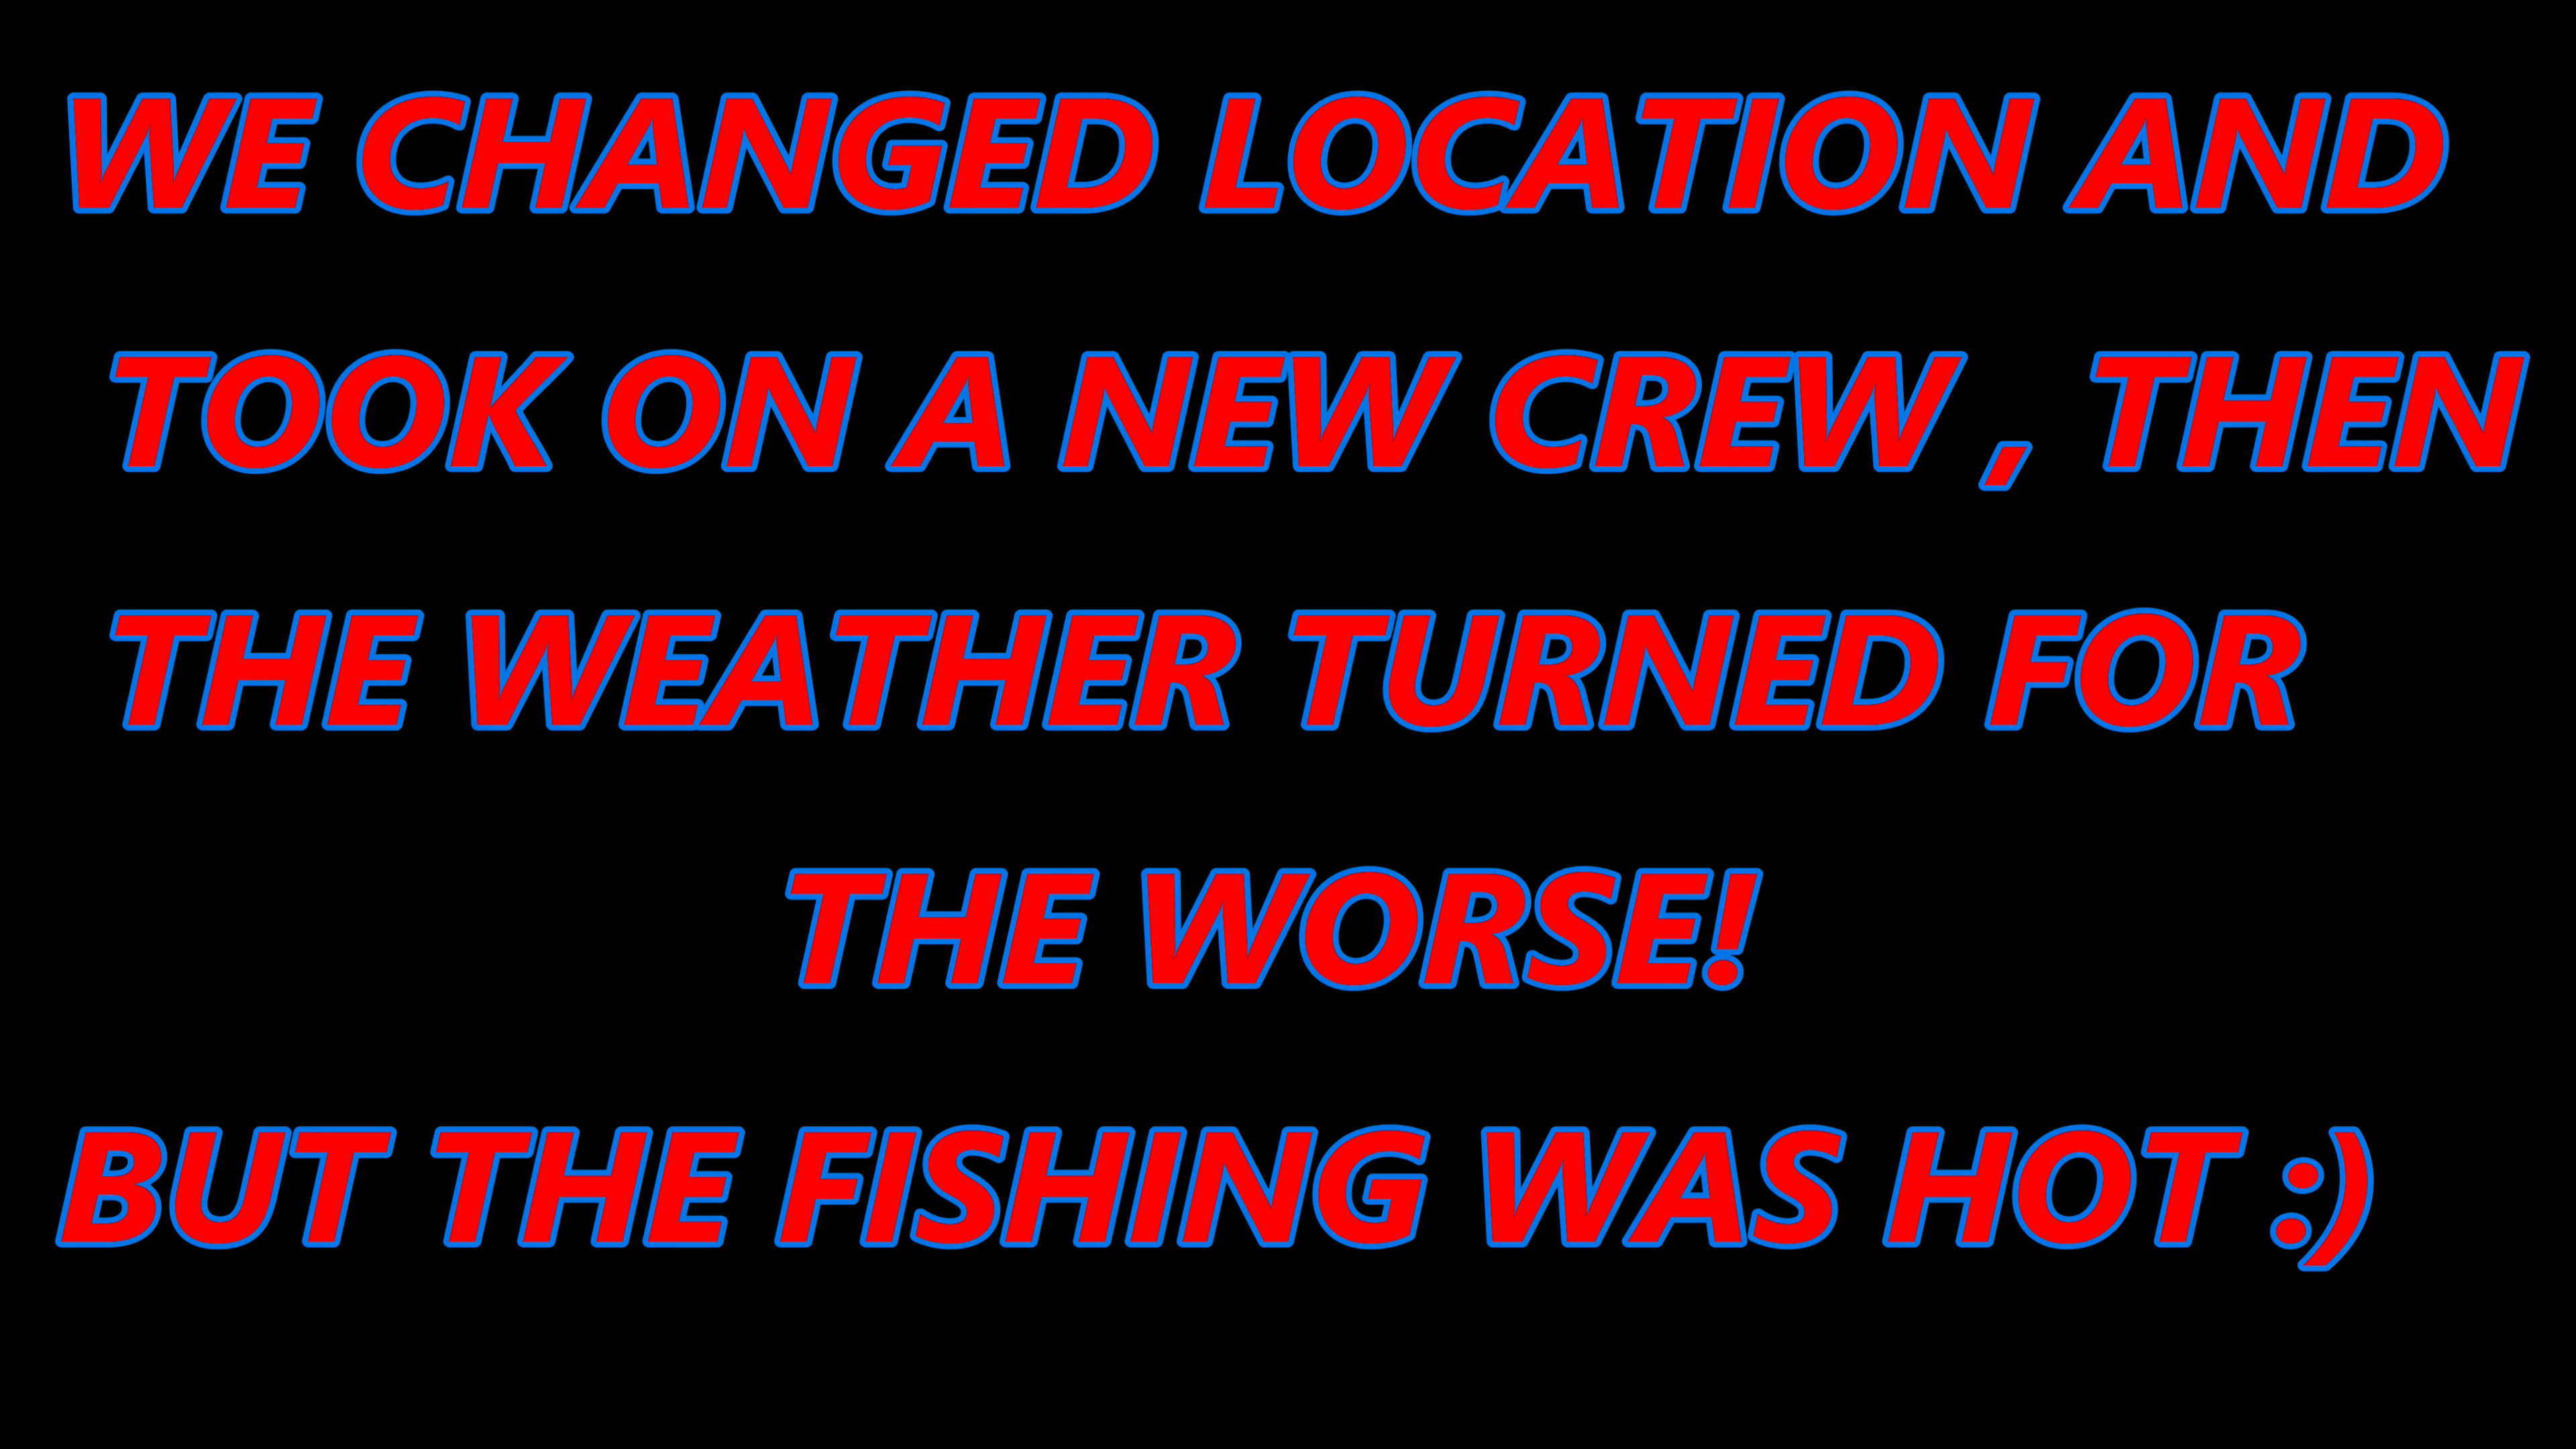 WE CHANGED LOCATION AND
TOOK ON A NEW CREW , THEN
THE WEATHER TURNED FOR
THE WORSE!
BUT THE FISHING WAS HOT :)